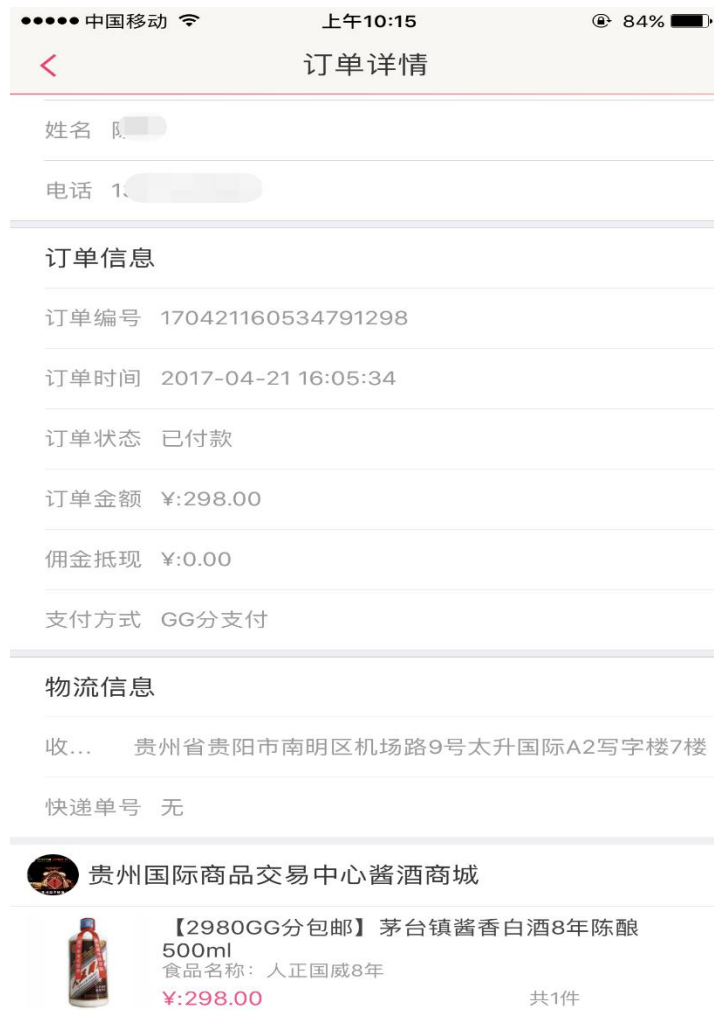 中国移动 上午10:15 84%
订单详情
姓名
电话 1
订单信息
订单编号 170421160534791298
订单时间 2017-04-21 16:05:34
订单状态 已付款
订单金额 ¥:298.00
佣金抵现 ¥:0.00
支付方式 GG分支付
物流信息
收... 贵州省贵阳市南明区机场路9号太升国际A2写字楼7楼
快递单号 无
贵州国际商品交易中心酱酒商城
【2980GG分包邮】茅台镇酱香白酒8年陈酿
500ml
食品名称：人正国威8年
¥:298.00 共1件